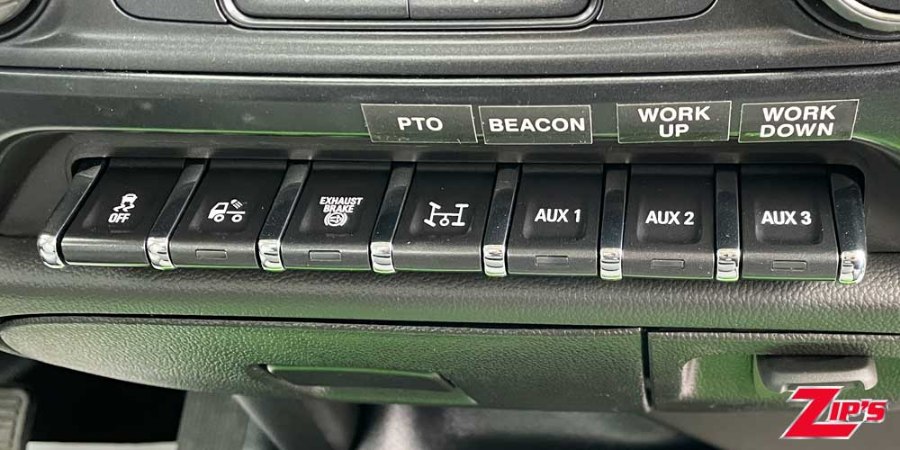 PTO
BEACON
WORK
UP
WORK
DOWN
OFF
EXHAUST
BRAKE
AUX 1
AUX 2
AUX 3
ZIP'S